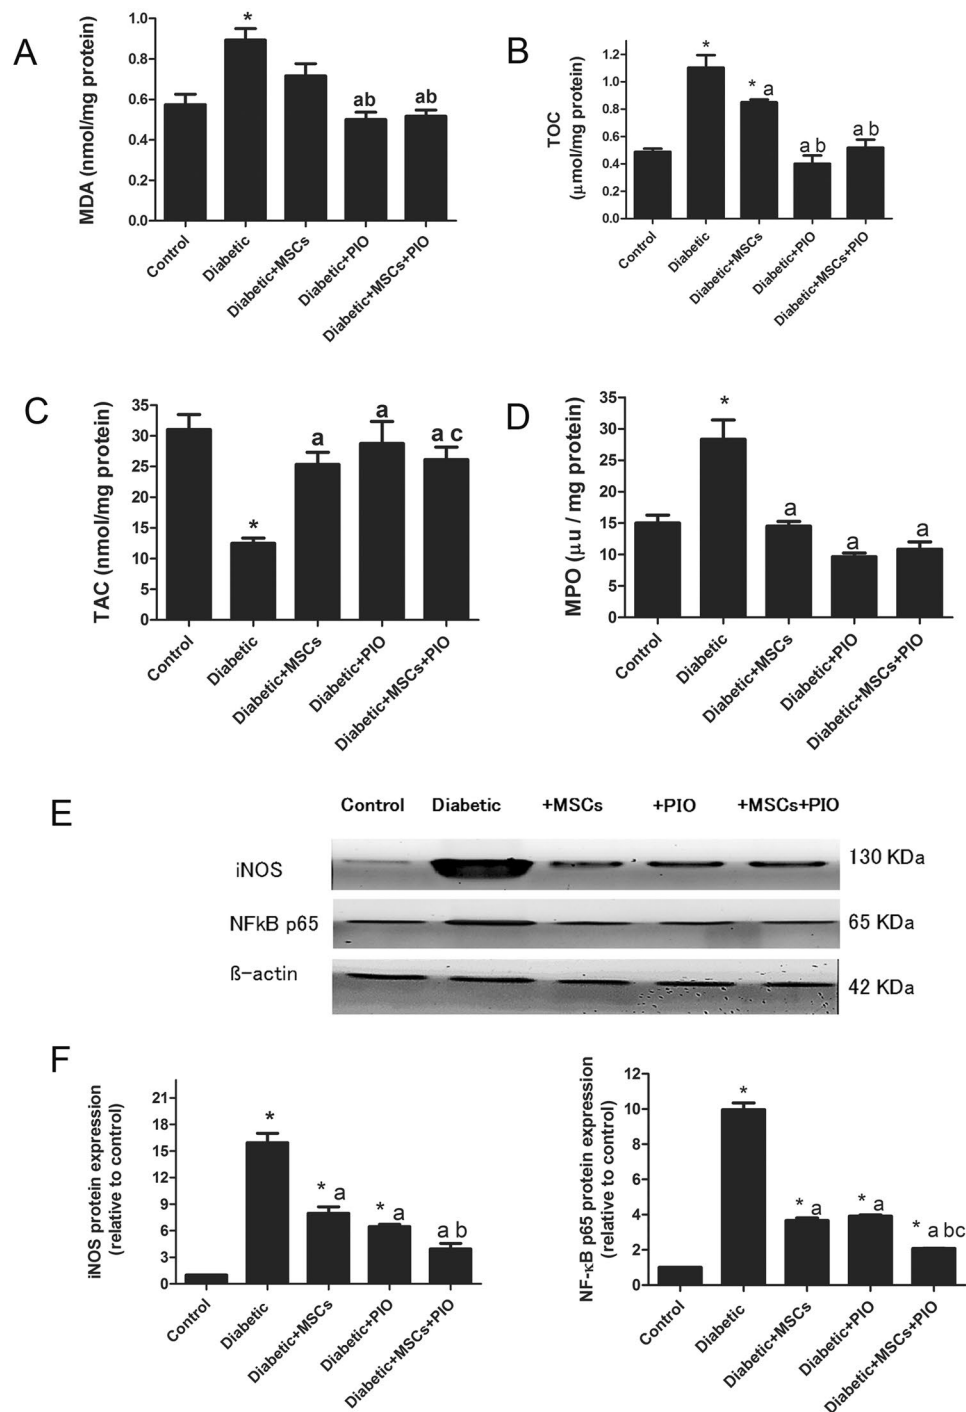 A
MDA (nmol/mg protein)
1.0
0.8
0.6
0.4
0.2
0.0
*
ab
ab
Control
Diabetic
Diabetic+MSCs
Diabetic+PIO
Diabetic+MSCs+PIO
B
TOC
(μmol/mg protein)
1.2
1.0
0.8
0.6
0.4
0.2
0.0
*
* a
a b
a b
Control
Diabetic
Diabetic+MSCs
Diabetic+PIO
Diabetic+MSCs+PIO
C
TAC (nmol/mg protein)
35
30
25
20
15
10
5
0
*
a
a
a c
Control
Diabetic
Diabetic+MSCs
Diabetic+PIO
Diabetic+MSCs+PIO
D
MPO (μu / mg protein)
35
30
25
20
15
10
5
0
*
a
a
a
Control
Diabetic
Diabetic+MSCs
Diabetic+PIO
Diabetic+MSCs+PIO
E
Control Diabetic +MSCs +PIO +MSCs+PIO
iNOS 130 KDa
NFkB p65 65 KDa
ß-actin 42 KDa
F
iNOS protein expression
(relative to control)
21
18
15
12
9
6
3
0
*
* a
* a
a b
Control
Diabetic
Diabetic+MSCs
Diabetic+PIO
Diabetic+MSCs+PIO
NF-κB p65 protein expression
(relative to control)
12
10
8
6
4
2
0
*
* a
* a
* a bc
Control
Diabetic
Diabetic+MSCs
Diabetic+PIO
Diabetic+MSCs+PIO